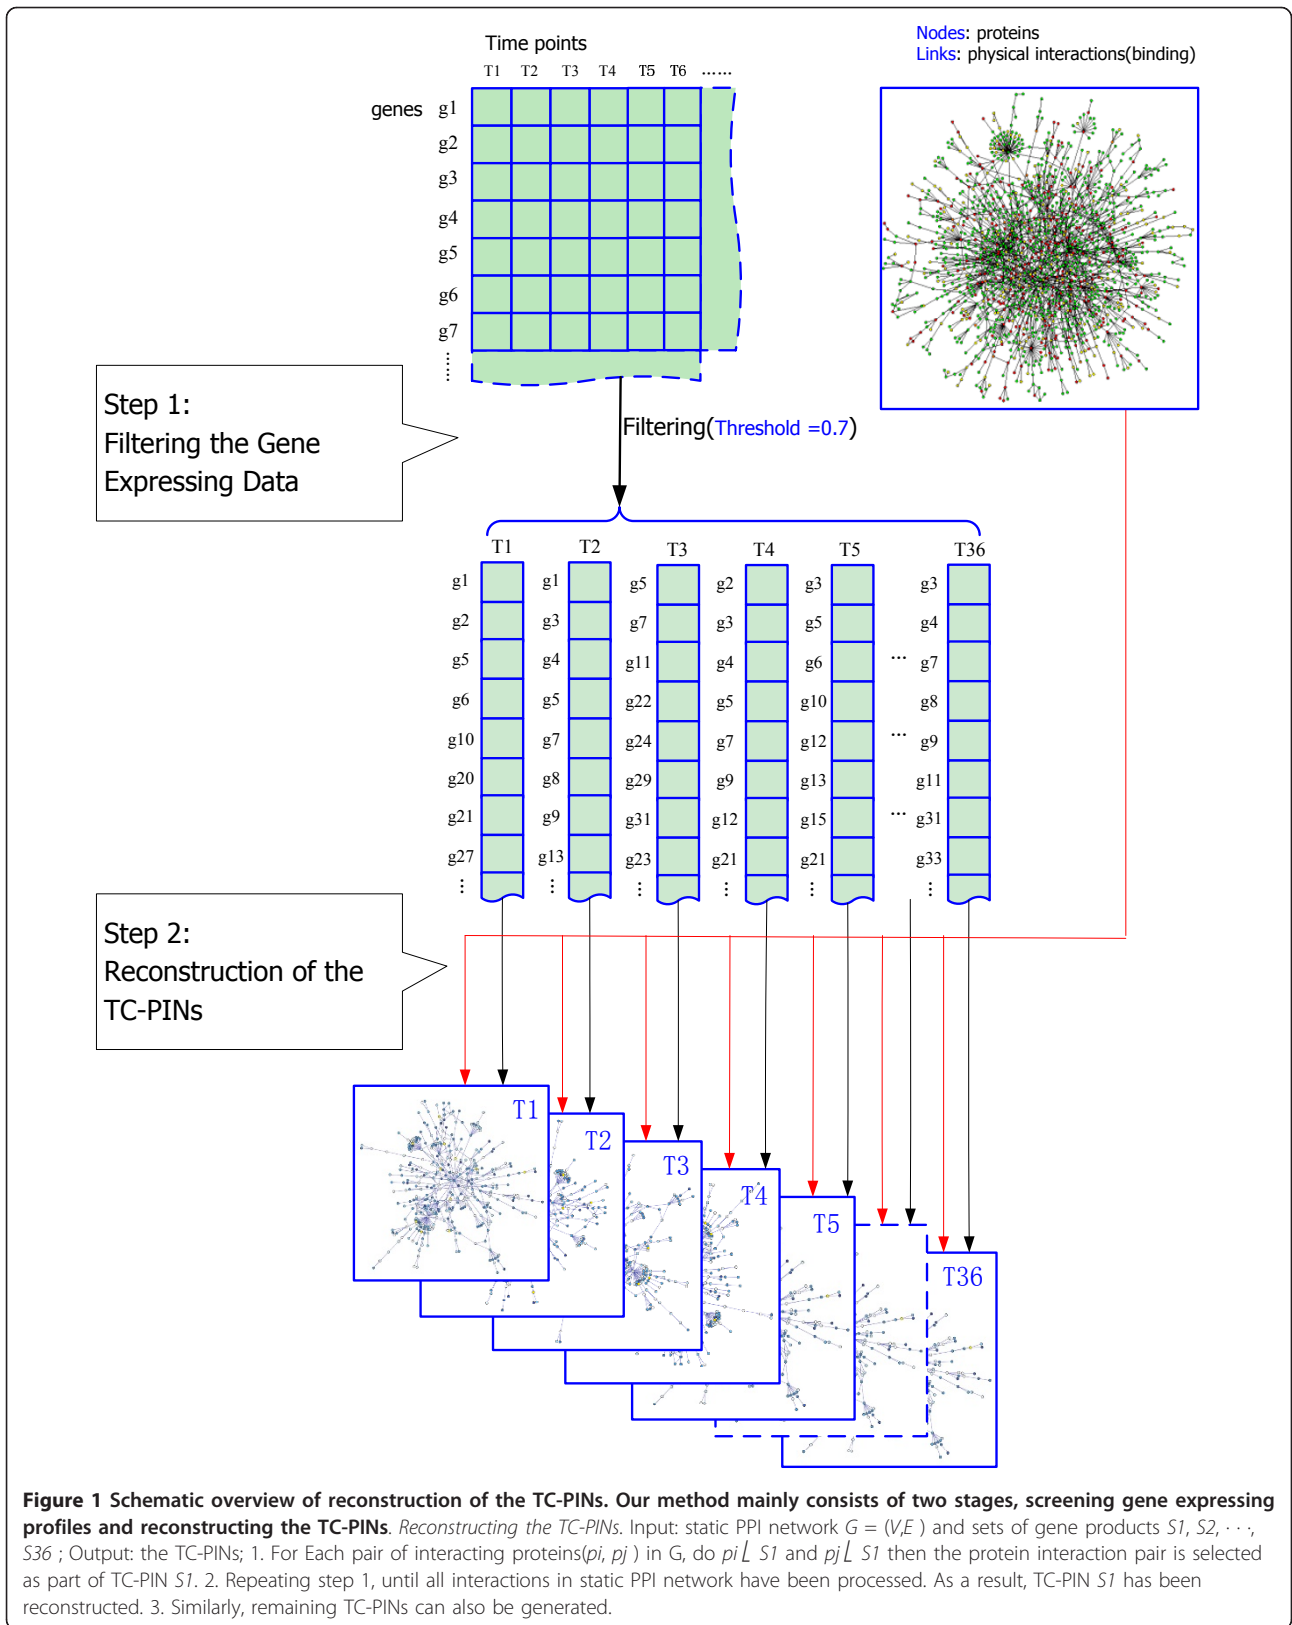 Nodes: proteins
Links: physical interactions(binding)
Time points
T1 T2 T3 T4 T5 T6 ......
genes g1
g2
g3
g4
g5
g6
g7
......
Step 1:
Filtering the Gene
Expressing Data
Filtering(Threshold =0.7)
T1 T2 T3 T4 T5 T36
g1 g1 g5 g2 g3 g3
g2 g3 g7 g3 g5 g4
g5 g4 g11 g4 g6 ... g7
g6 g5 g22 g5 g10 g8
g10 g7 g24 g7 g12 ... g9
g20 g8 g29 g9 g13 g11
g21 g9 g31 g12 g15 ... g31
g27 g13 g23 g21 g21 g33
⋮ ⋮ ⋮ ⋮ ⋮ ⋮
Step 2:
Reconstruction of the
TC-PINs
T1
T2
T3
T4
T5
T36
Figure 1 Schematic overview of reconstruction of the TC-PINs. Our method mainly consists of two stages, screening gene expressing
profiles and reconstructing the TC-PINs. Reconstructing the TC-PINs. Input: static PPI network G = (V,E ) and sets of gene products S1, S2, · · ·,
S36 ; Output: the TC-PINs; 1. For Each pair of interacting proteins(pi, pj ) in G, do pi⌊ S1 and pj⌊ S1 then the protein interaction pair is selected
as part of TC-PIN S1. 2. Repeating step 1, until all interactions in static PPI network have been processed. As a result, TC-PIN S1 has been
reconstructed. 3. Similarly, remaining TC-PINs can also be generated.